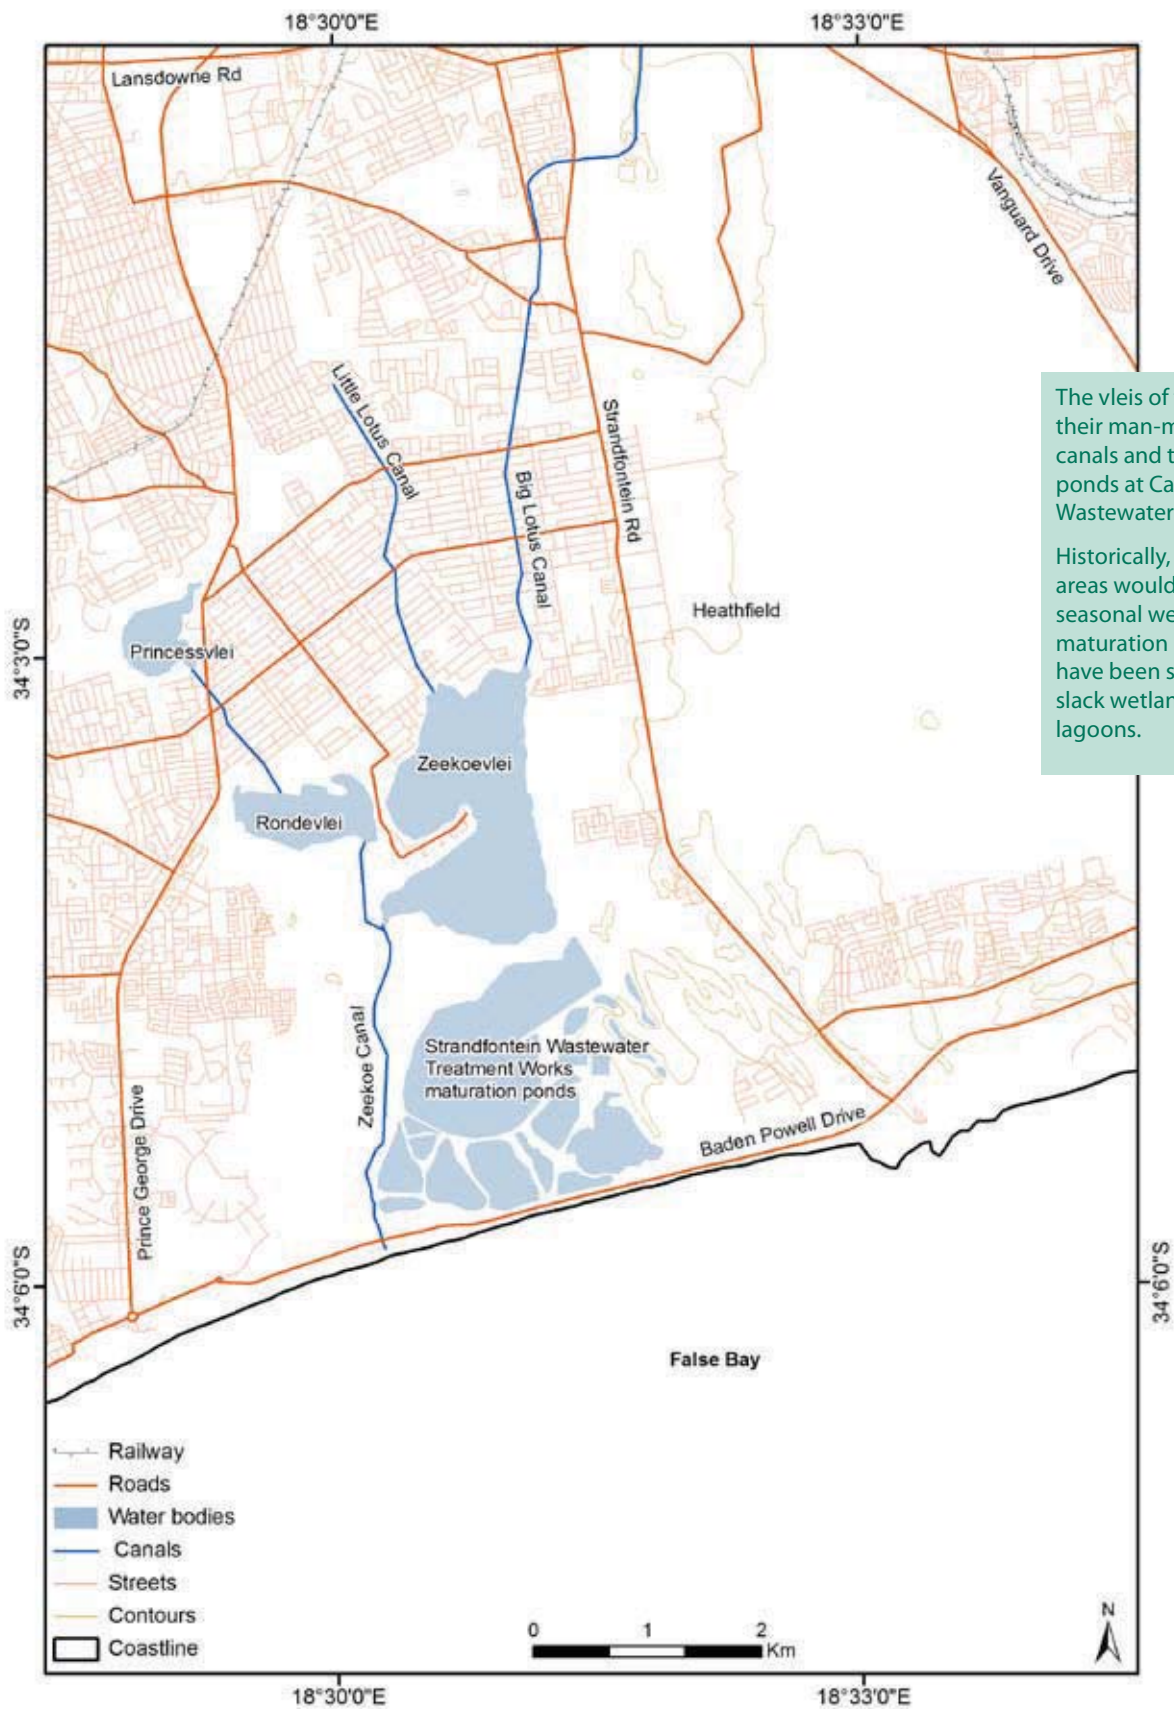 18°30'0"E
18°33'0"E
Lansdowne Rd
Vanguard Drive
Little Lotus Canal
Strandfontein Rd
Big Lotus Canal
The vleis of
their man-m
canals and t
ponds at Ca
Wastewater
Historically,
areas would
seasonal we
maturation
have been s
slack wetlan
lagoons.
Heathfield
34°3'0"S
Princessvlei
Zeekoevlei
Rondevlei
Zeekoe Canal
Strandfontein Wastewater
Treatment Works
maturation ponds
Baden Powell Drive
Prince George Drive
34°6'0"S
34°6'0"S
False Bay
Railway
Roads
Water bodies
Canals
Streets
Contours
Coastline
0 1 2
Km
N
18°30'0"E
18°33'0"E